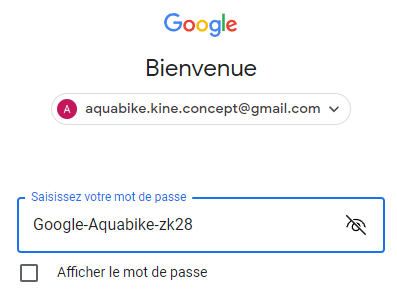 Google
Bienvenue
A aquabike.kine.concept@gmail.com
Saisissez votre mot de passe
Google-Aquabike-zk28
Afficher le mot de passe